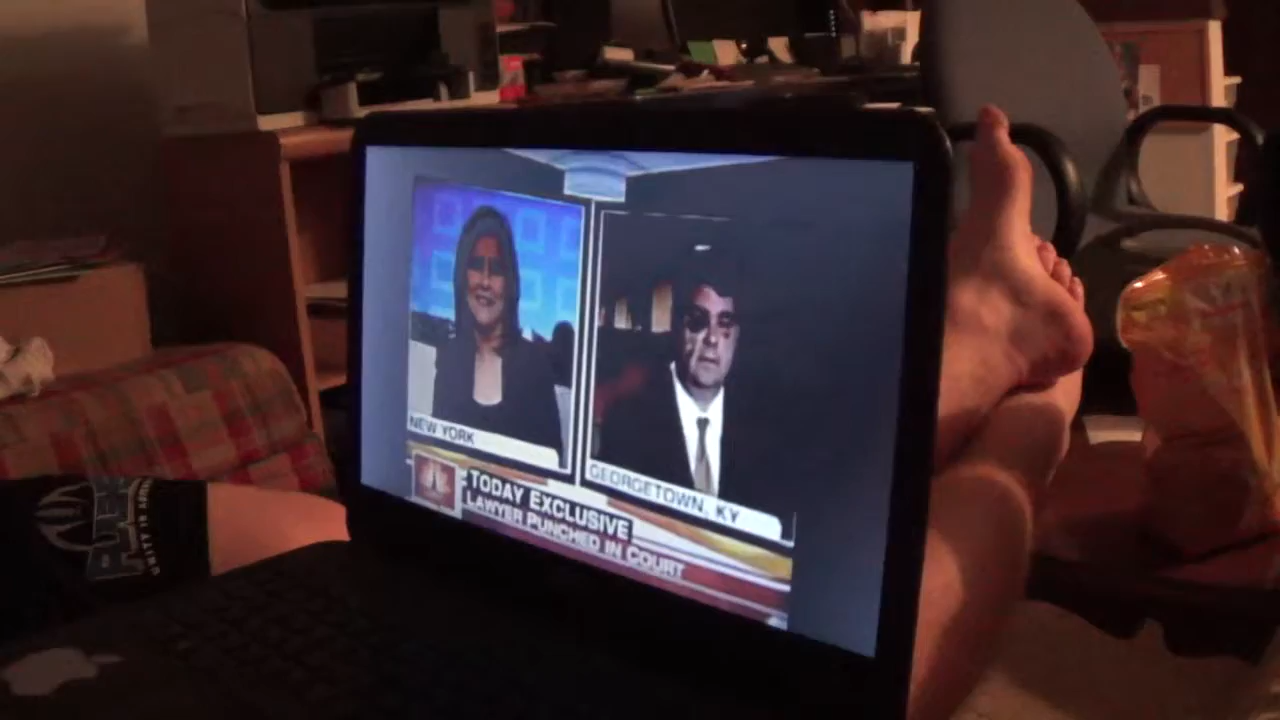 NEW YORK
GEORGETOWN, KY
TODAY EXCLUSIVE
LAWYER PUNCHED IN COURT